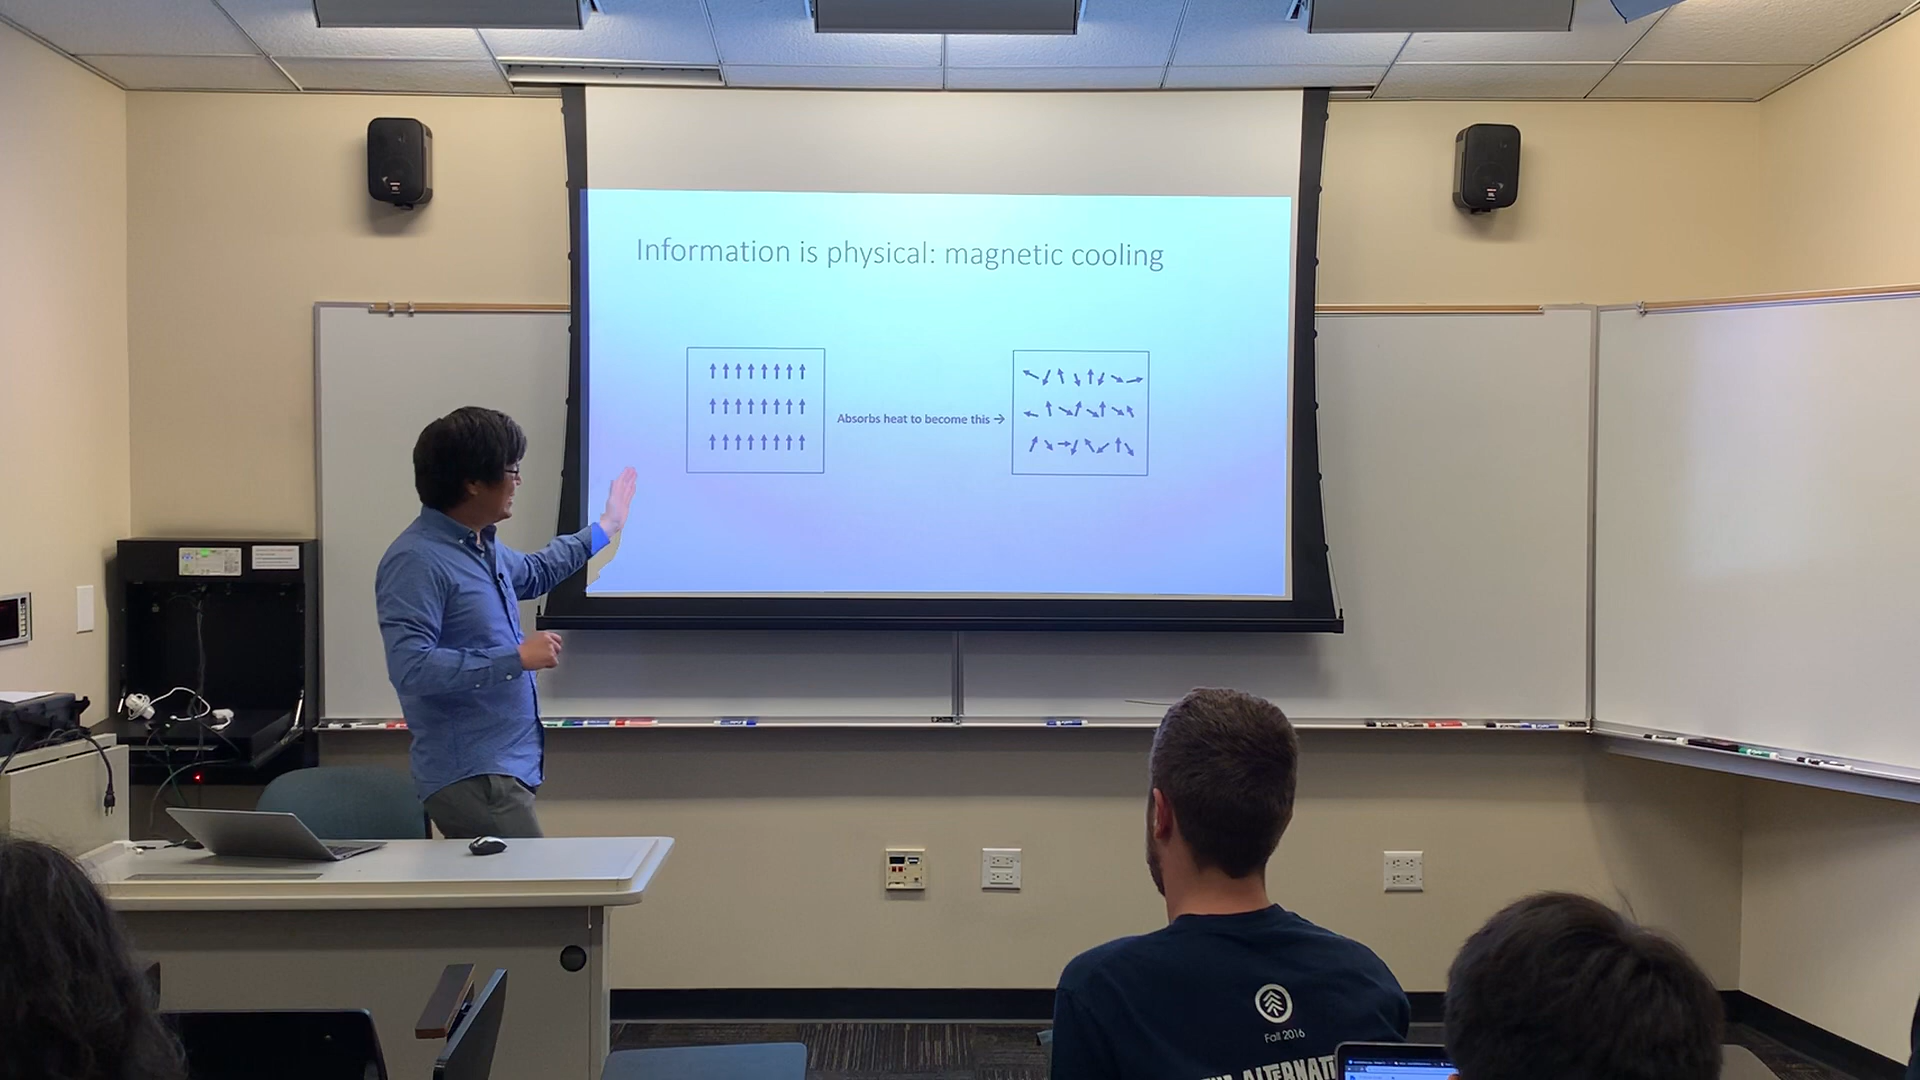 Information is physical: magnetic cooling
Absorbs heat to become this →
Fall 2016